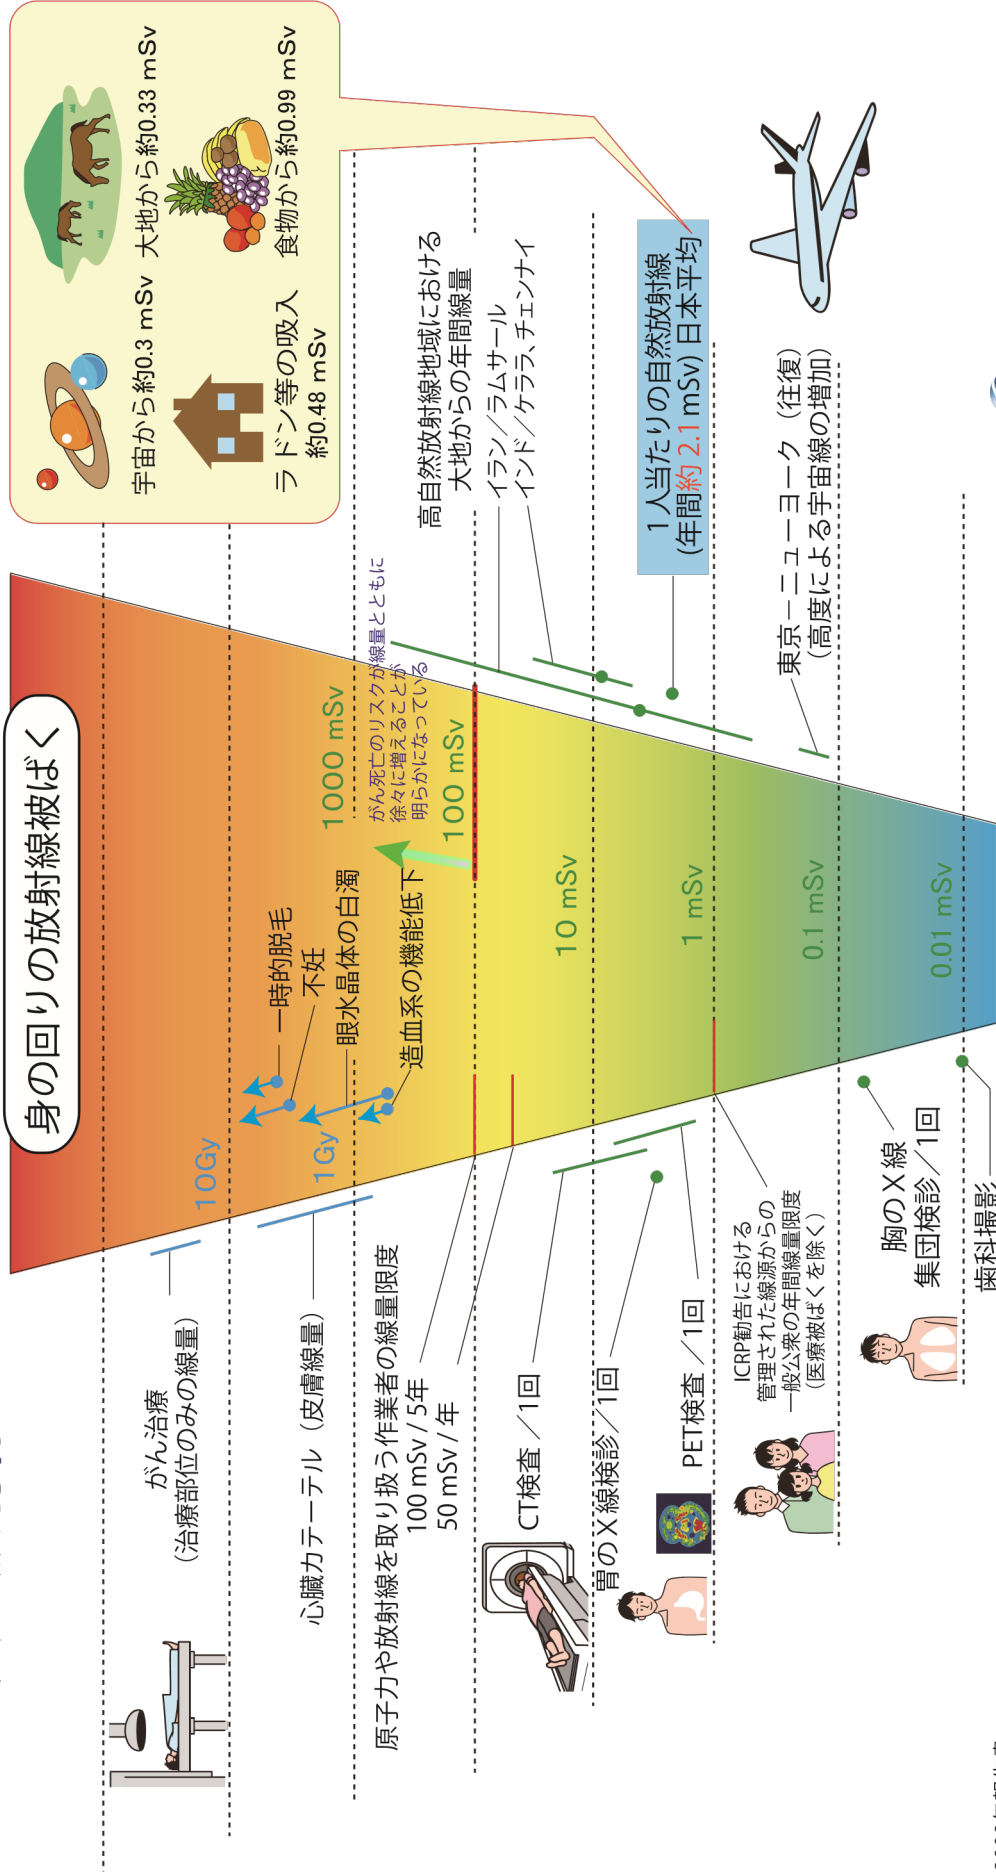 身の回りの放射線被ばく
宇宙から約0.3 mSv
大地から約0.33 mSv
ラドン等の吸入
約0.48 mSv
食物から約0.99 mSv
10Gy
1Gy
1000 mSv
100 mSv
10 mSv
1 mSv
0.1 mSv
0.01 mSv
一時的脱毛
不妊
眼水晶体の白濁
造血系の機能低下
がん死亡のリスクが線量とともに
徐々に増えることが
明らかになっている
がん治療
（治療部位のみの線量）
心臓カテーテル（皮膚線量）
原子力や放射線を取り扱う作業者の線量限度
100 mSv / 5年
50 mSv / 年
CT検査 ／1回
胃のX線検診／1回
PET検査 ／1回
ICRP勧告における
管理された線源からの
一般公衆の年間線量限度
（医療被ばくを除く）
胸のX線
集団検診／1回
歯科撮影
高自然放射線地域における
大地からの年間線量
イラン／ラムサール
インド／ケララ、チェンナイ
1人当たりの自然放射線
(年間約 2.1 mSv) 日本平均
東京－ニューヨーク（往復）
（高度による宇宙線の増加）